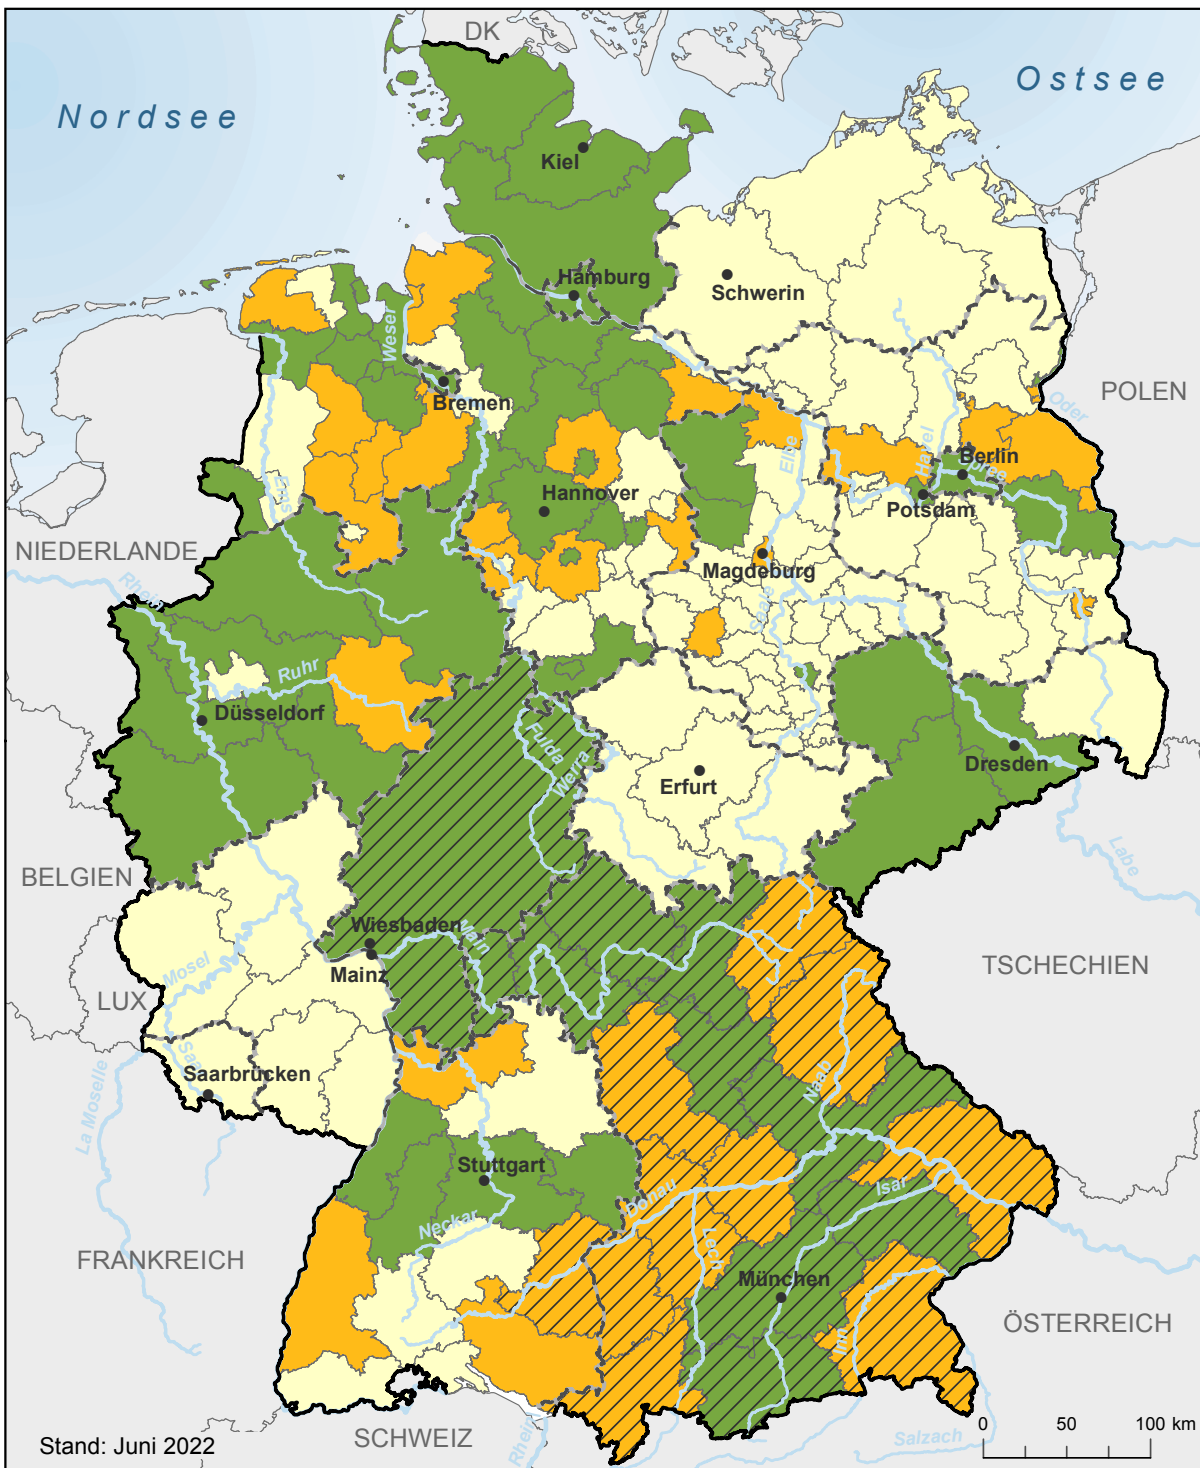 DK
Nordsee
Ostsee
Kiel
Hamburg
Schwerin
Weser
Bremen
POLEN
Oder
Elbe
Havel
Berlin
Spree
Ems
Hannover
Potsdam
NIEDERLANDE
Magdeburg
Rhein
Saale
Ruhr
Düsseldorf
Fulda
Werra
Dresden
Erfurt
Labe
BELGIEN
Wiesbaden
Main
Mainz
Mosel
TSCHECHIEN
LUX
Saar
Saarbrücken
La Moselle
Naab
Stuttgart
Isar
Donau
Neckar
Lech
FRANKREICH
München
Inn
ÖSTERREICH
0 50 100 km
Stand: Juni 2022
SCHWEIZ
Rhein
Salzach